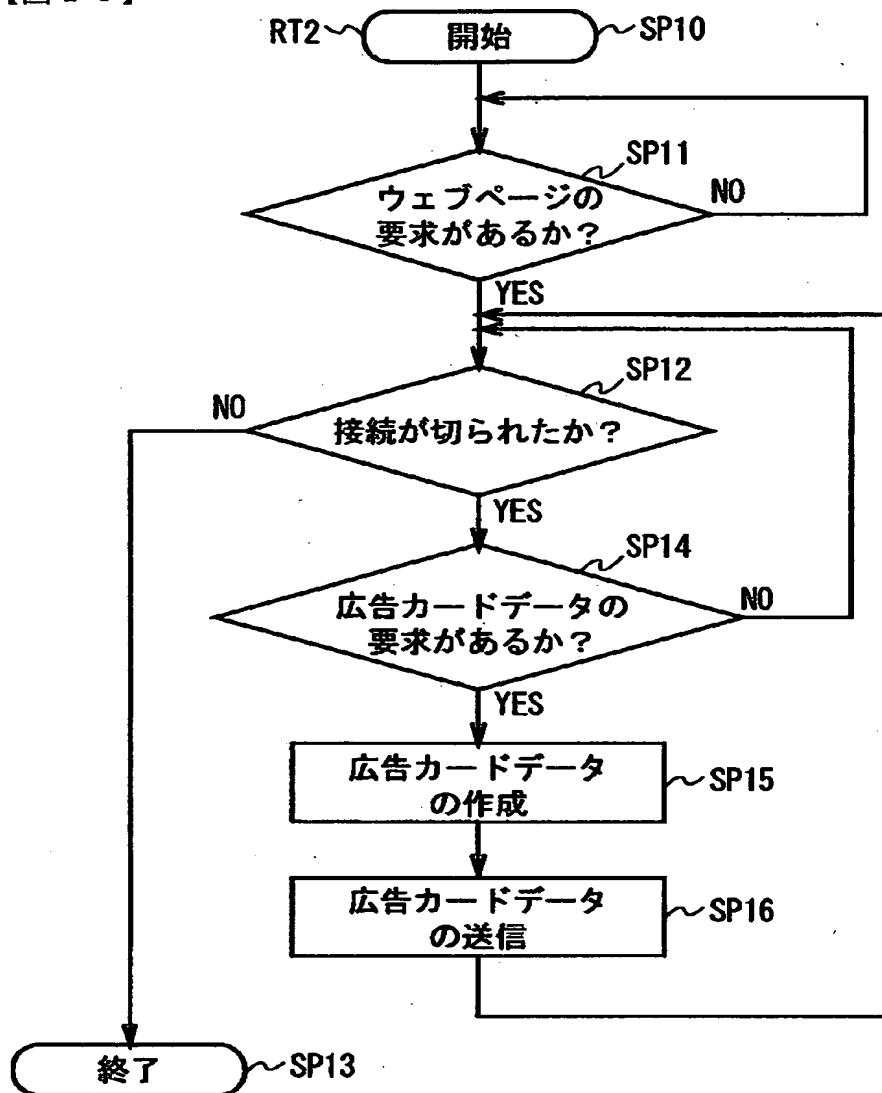 RT2
開始
SP10
SP11
ウェブページの
要求があるか?
NO
YES
SP12
NO
接続が切られたか?
YES
SP14
広告カードデータの
要求があるか?
NO
YES
広告カードデータ
の作成
SP15
広告カードデータ
の送信
SP16
終了
SP13